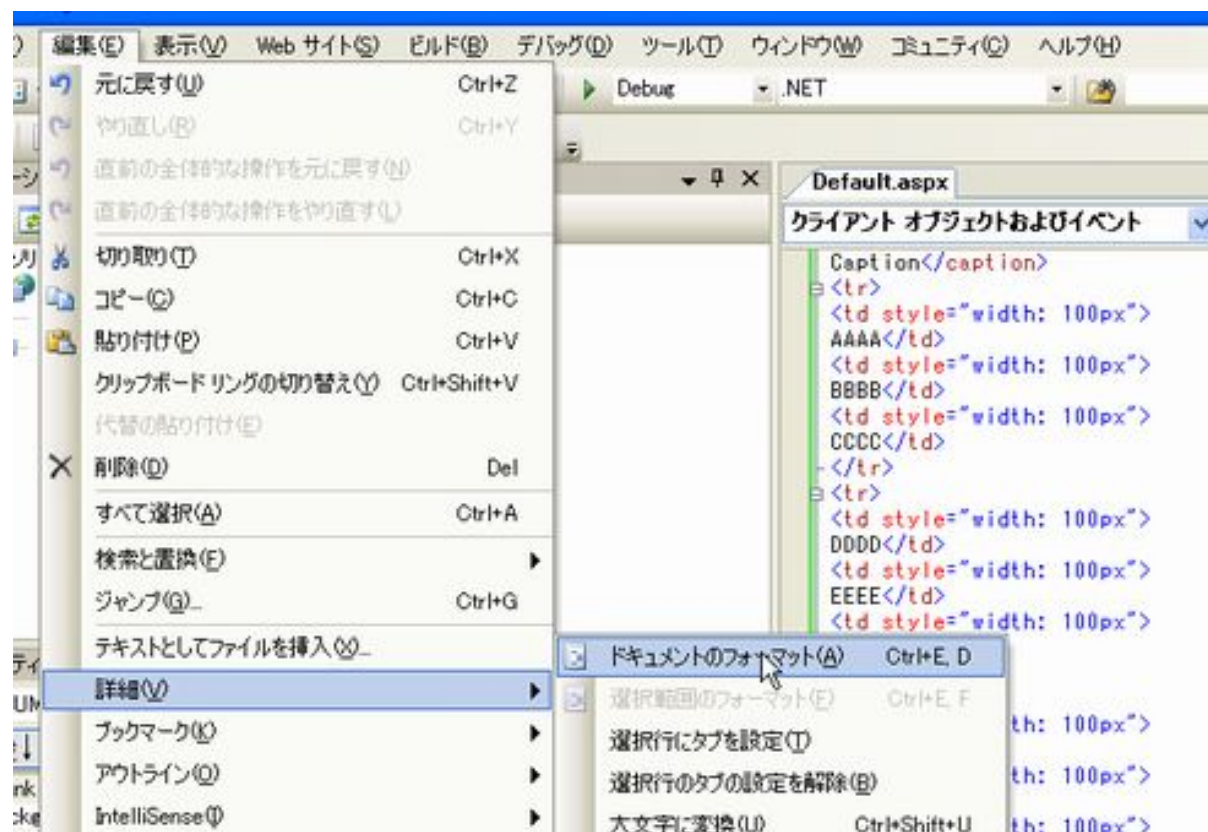 編集(E) 表示(V) Web サイト(S) ビルド(B) デバッグ(D) ツール(T) ウィンドウ(W) コミュニティ(C) ヘルプ(H)
Debug .NET
元に戻す(U) Ctrl+Z
やり直し(R) Ctrl+Y
直前の全体的な操作を元に戻す(N)
直前の全体的な操作をやり直す(L)
切り取り(T) Ctrl+X
コピー(C) Ctrl+C
貼り付け(P) Ctrl+V
クリップボード リングの切り替え(Y) Ctrl+Shift+V
代替の貼り付け(E)
削除(D) Del
すべて選択(A) Ctrl+A
検索と置換(F)
ジャンプ(G)...
Ctrl+G
テキストとしてファイルを挿入(X)...
詳細(V)
ブックマーク(K)
アウトライン(O)
IntelliSense(I)
ドキュメントのフォーマット(A) Ctrl+E, D
選択範囲のフォーマット(F) Ctrl+E, F
選択行にタブを設定(T)
選択行のタブの設定を解除(B)
大文字に変換(U) Ctrl+Shift+U
Default.aspx
クライアント オブジェクトおよびイベント
Caption</caption>
<tr>
<td style="width: 100px">
AAAA</td>
<td style="width: 100px">
BBBB</td>
<td style="width: 100px">
CCCC</td>
</tr>
<tr>
<td style="width: 100px">
DDDD</td>
<td style="width: 100px">
EEEE</td>
<td style="width: 100px">
th: 100px">
th: 100px">
th: 100px">